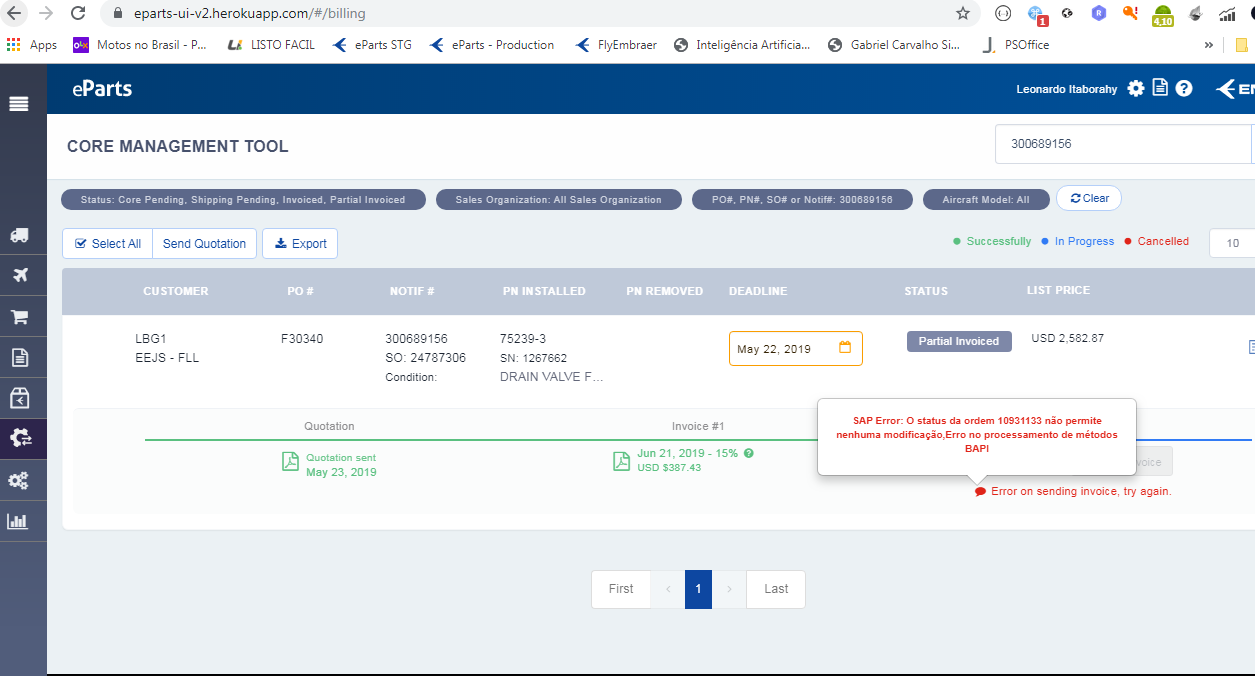 eparts-ui-v2.herokuapp.com/#/billing
1
R
4,10
Apps
olx
Motos no Brasil - P...
LISTO FACIL
eParts STG
eParts - Production
FlyEmbraer
Inteligência Artificia...
Gabriel Carvalho Si...
PSOffice
»
eParts
Leonardo Itaborahy
CORE MANAGEMENT TOOL
300689156
Status: Core Pending, Shipping Pending, Invoiced, Partial Invoiced
Sales Organization: All Sales Organization
PO#, PN#, SO# or Notif#: 300689156
Aircraft Model: All
Clear
Select All
Send Quotation
Export
Successfully
In Progress
Cancelled
10
CUSTOMER
PO #
NOTIF #
PN INSTALLED
PN REMOVED
DEADLINE
STATUS
LIST PRICE
LBG1
EEJS - FLL
F30340
300689156
SO: 24787306
Condition:
75239-3
SN: 1267662
DRAIN VALVE F...
May 22, 2019
Partial Invoiced
USD 2,582.87
Quotation
Quotation sent
May 23, 2019
Invoice #1
Jun 21, 2019 - 15%
USD $387.43
SAP Error: O status da ordem 10931133 não permite
nenhuma modificação,Erro no processamento de métodos
BAPI
voice
Error on sending invoice, try again.
First
‹
1
›
Last